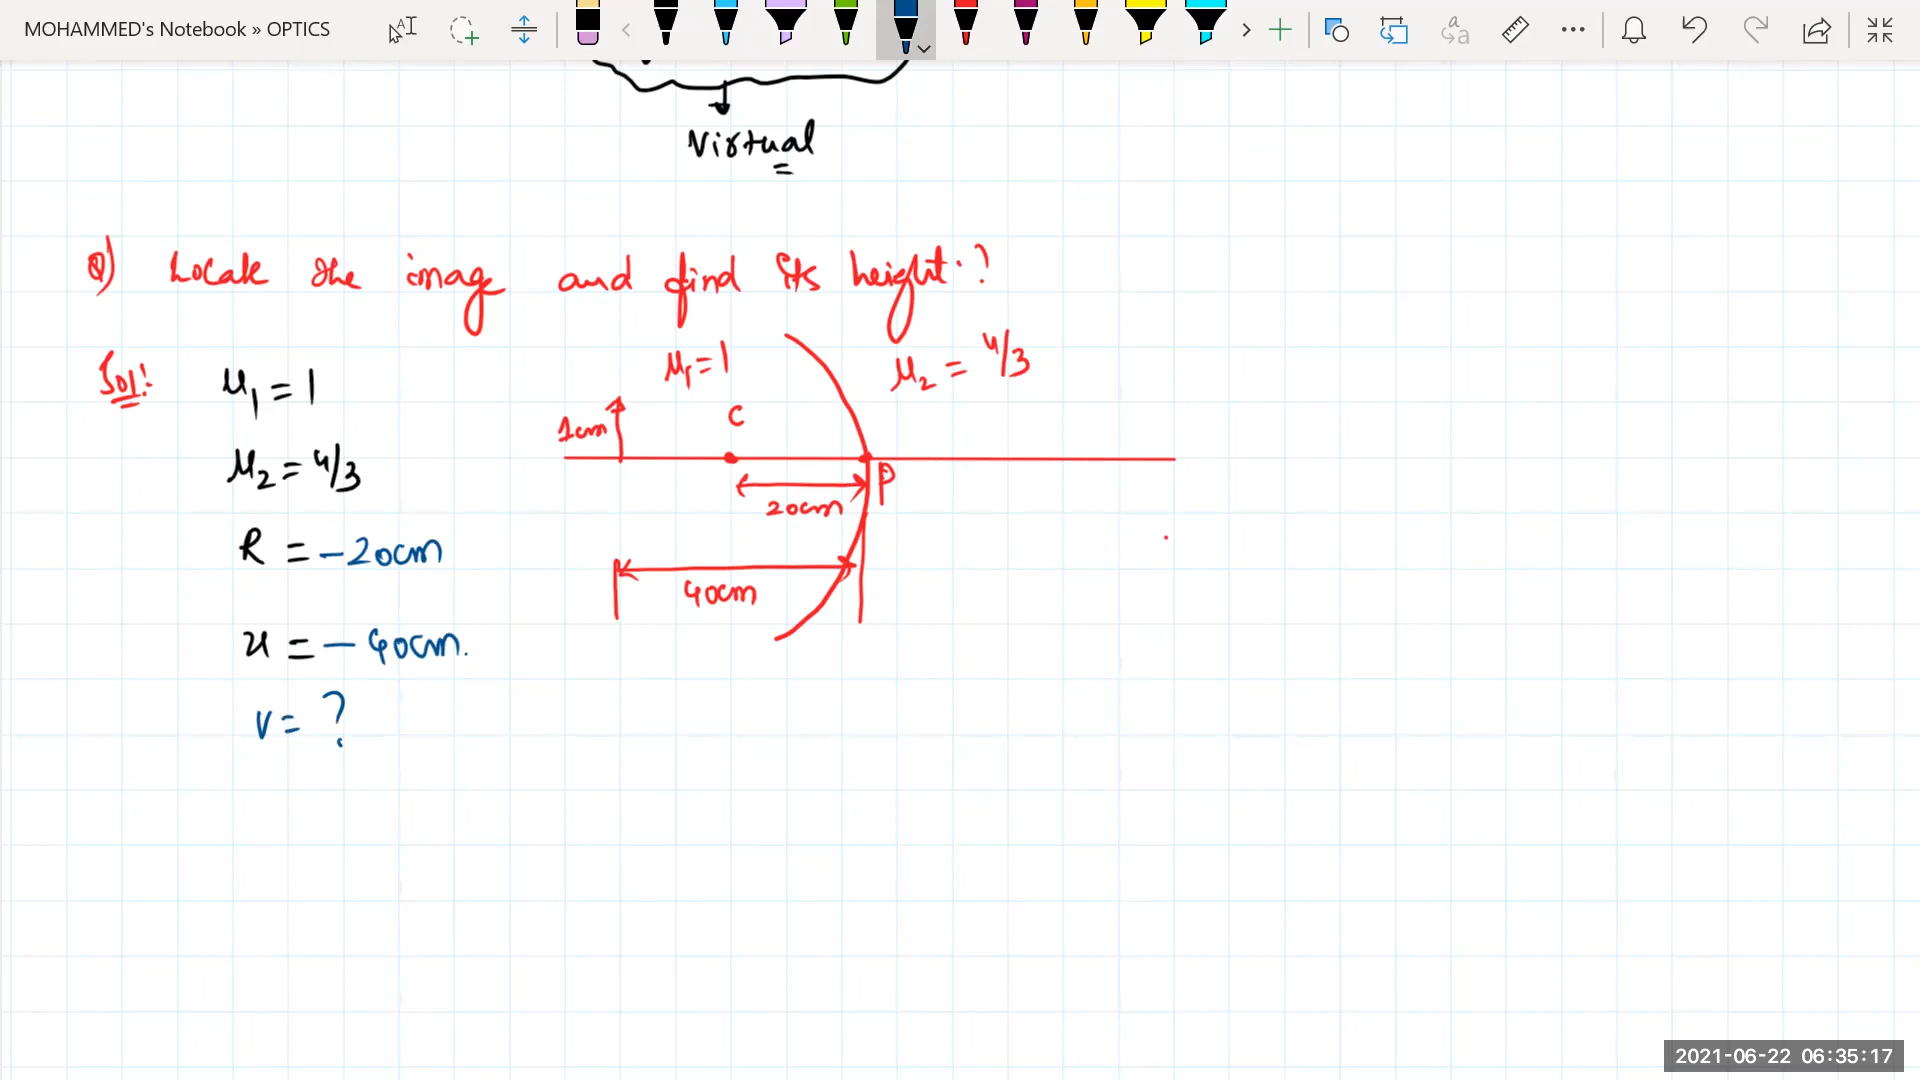 MOHAMMED's Notebook » OPTICS
Virtual
Q) Locate the image and find its height.?
Sol:
μ1 = 1
μ2 = 4/3
R = -20cm
u = - 40cm.
v = ?
μ1 = 1
μ2 = 4/3
1cm
C
P
20cm
40cm
2021-06-22 06:35:17